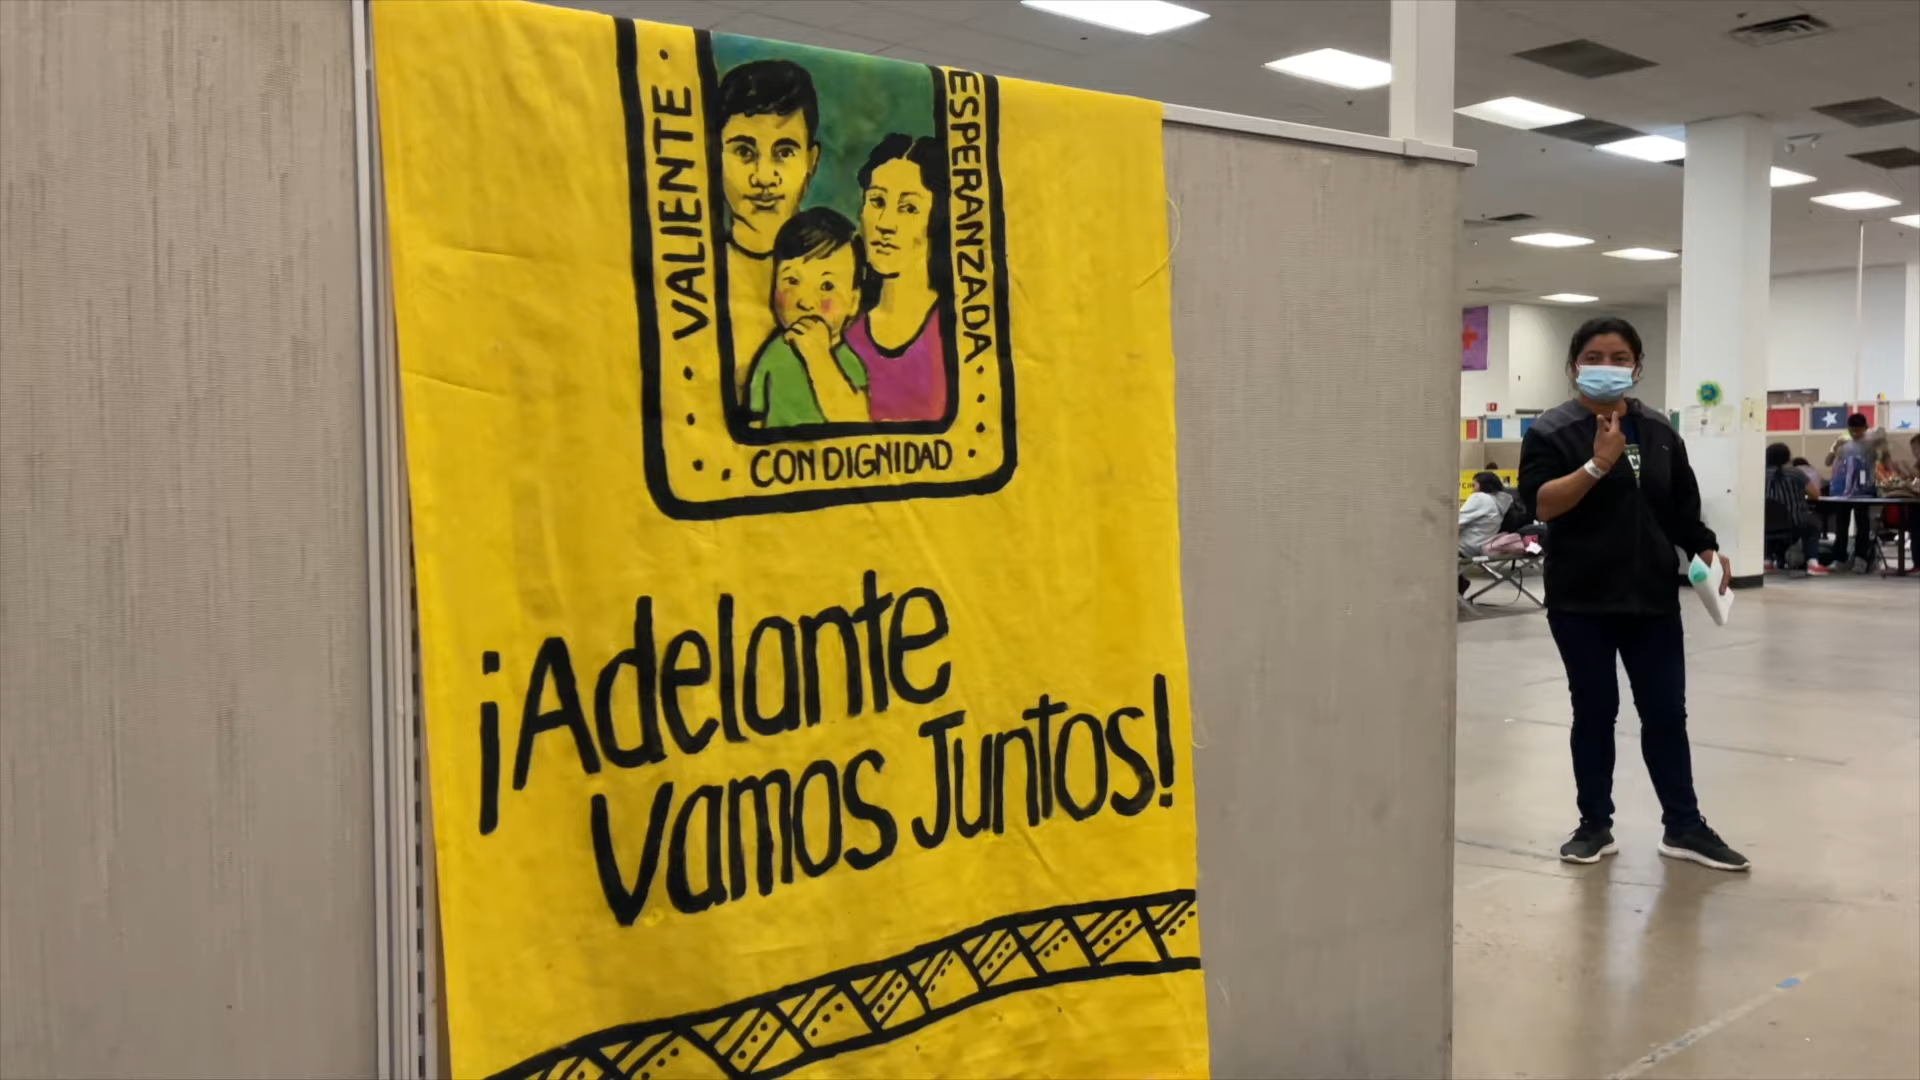 VALIENTE
ESPERANZADA
CON DIGNIDAD
¡Adelante
Vamos Juntos!